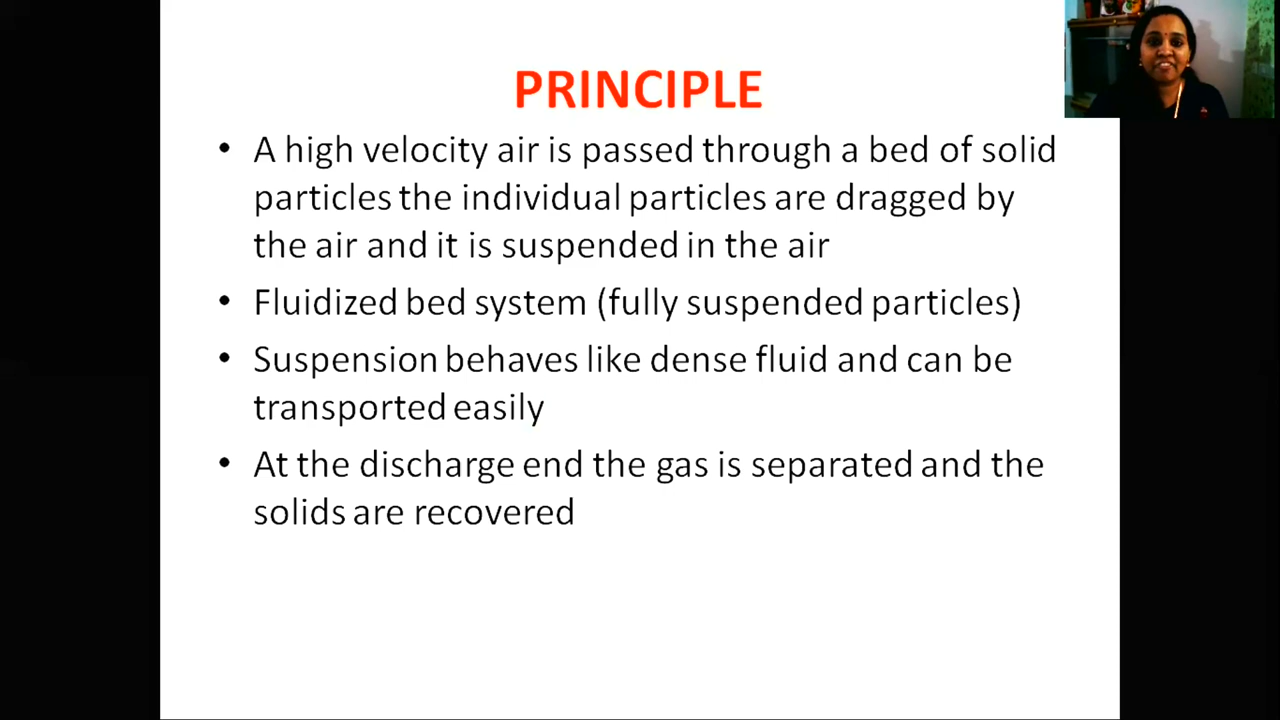 PRINCIPLE
• A high velocity air is passed through a bed of solid
particles the individual particles are dragged by
the air and it is suspended in the air
• Fluidized bed system (fully suspended particles)
• Suspension behaves like dense fluid and can be
transported easily
• At the discharge end the gas is separated and the
solids are recovered